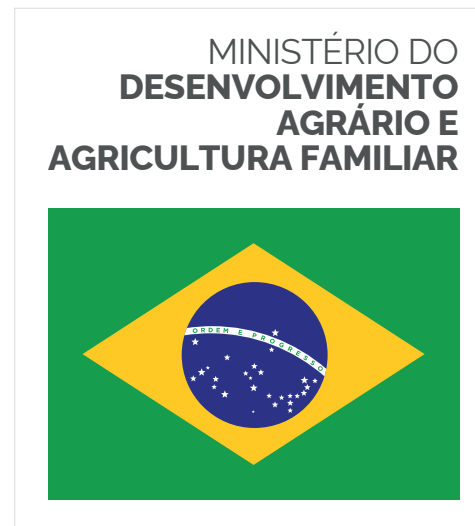 MINISTÉRIO DO
DESENVOLVIMENTO
AGRÁRIO E
AGRICULTURA FAMILIAR
ORDEM E PROGRESSO